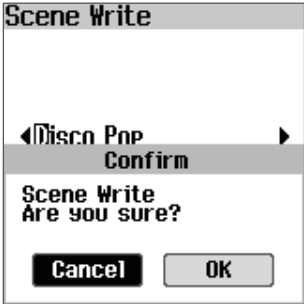 Scene Write
Disco Pop
Confirm
Scene Write
Are you sure?
Cancel
OK